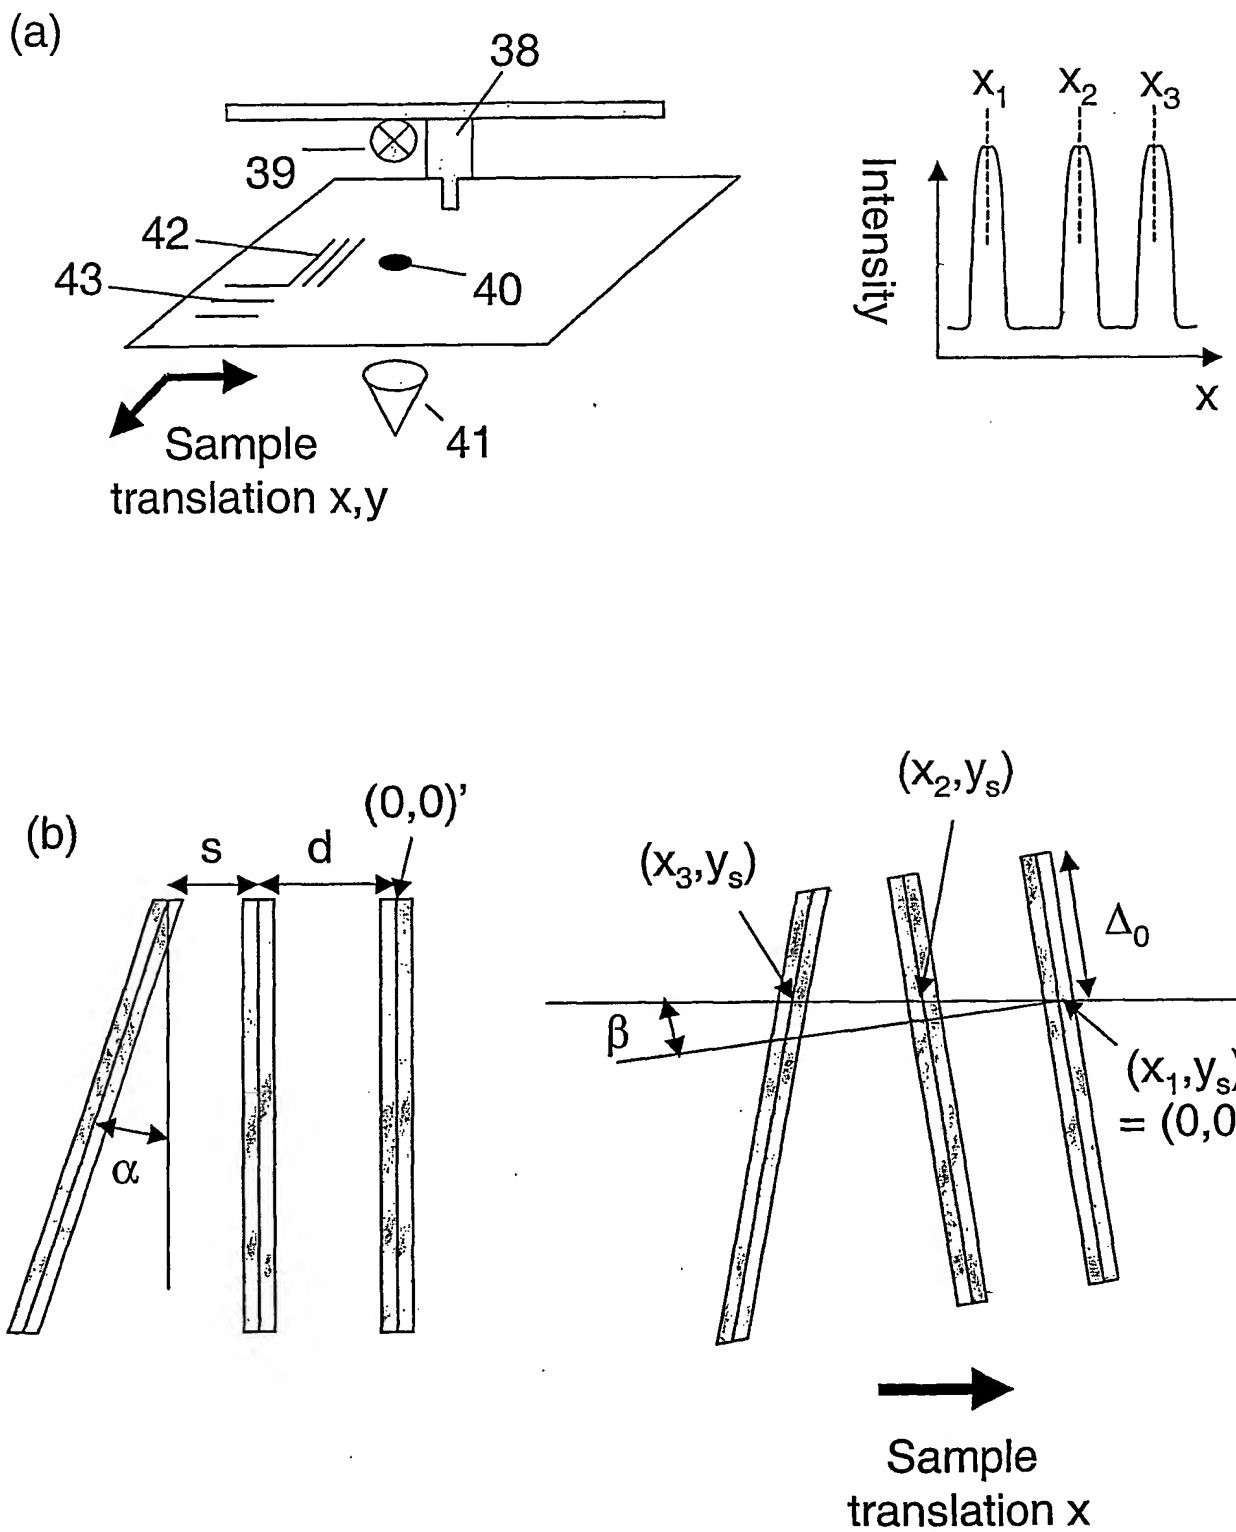 (a)
38
39
42
43
40
41
Sample
translation x,y
x₁
x₂
x₃
Intensity
x
(b)
s
d
(0,0)’
α
(x₃,yₛ)
(x₂,yₛ)
Δ₀
β
(x₁,yₛ)
= (0,0
Sample
translation x